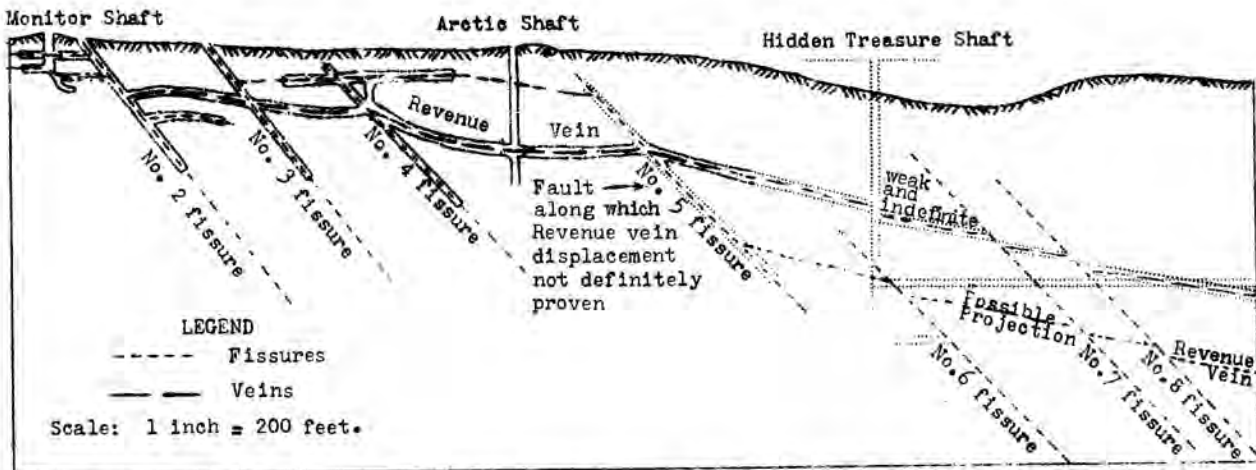 Monitor Shaft
Arctic Shaft
Hidden Treasure Shaft
Revenue
Vein
No. 2 fissure
No. 3 fissure
No. 4 fissure
No. 5 fissure
Fault
along which
Revenue vein
displacement
not definitely
proven
weak
and
indefinite
Possible
Projection
Revenue
Vein
No.6 fissure
No.7 fissure
No.8 fissure
LEGEND
Fissures
Veins
Scale: 1 inch = 200 feet.